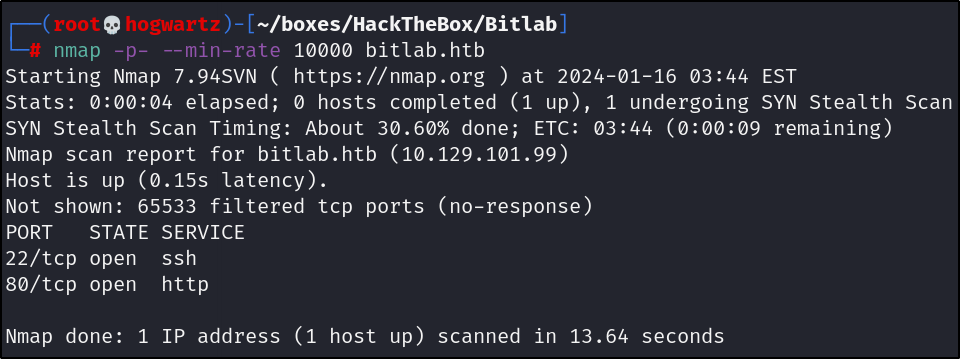 ┌──(root💀hogwartz)-[~/boxes/HackTheBox/Bitlab]
└─# nmap -p- --min-rate 10000 bitlab.htb
Starting Nmap 7.94SVN ( https://nmap.org ) at 2024-01-16 03:44 EST
Stats: 0:00:04 elapsed; 0 hosts completed (1 up), 1 undergoing SYN Stealth Scan
SYN Stealth Scan Timing: About 30.60% done; ETC: 03:44 (0:00:09 remaining)
Nmap scan report for bitlab.htb (10.129.101.99)
Host is up (0.15s latency).
Not shown: 65533 filtered tcp ports (no-response)
PORT   STATE SERVICE
22/tcp open  ssh
80/tcp open  http
Nmap done: 1 IP address (1 host up) scanned in 13.64 seconds